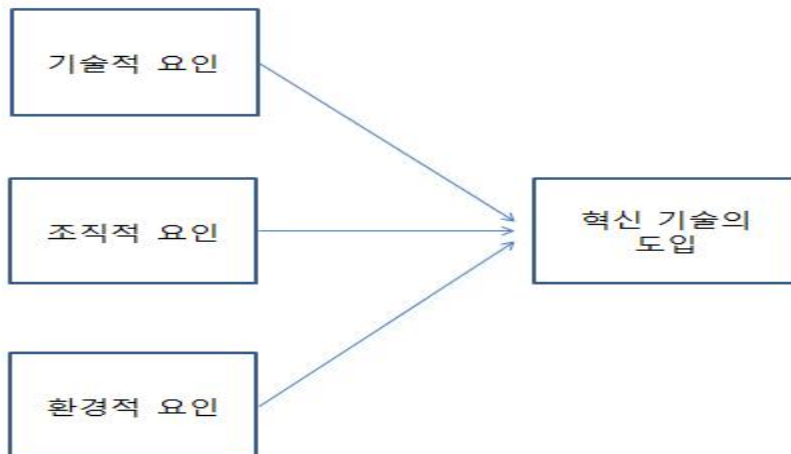 기술적 요인
조직적 요인
혁신 기술의
도입
환경적 요인